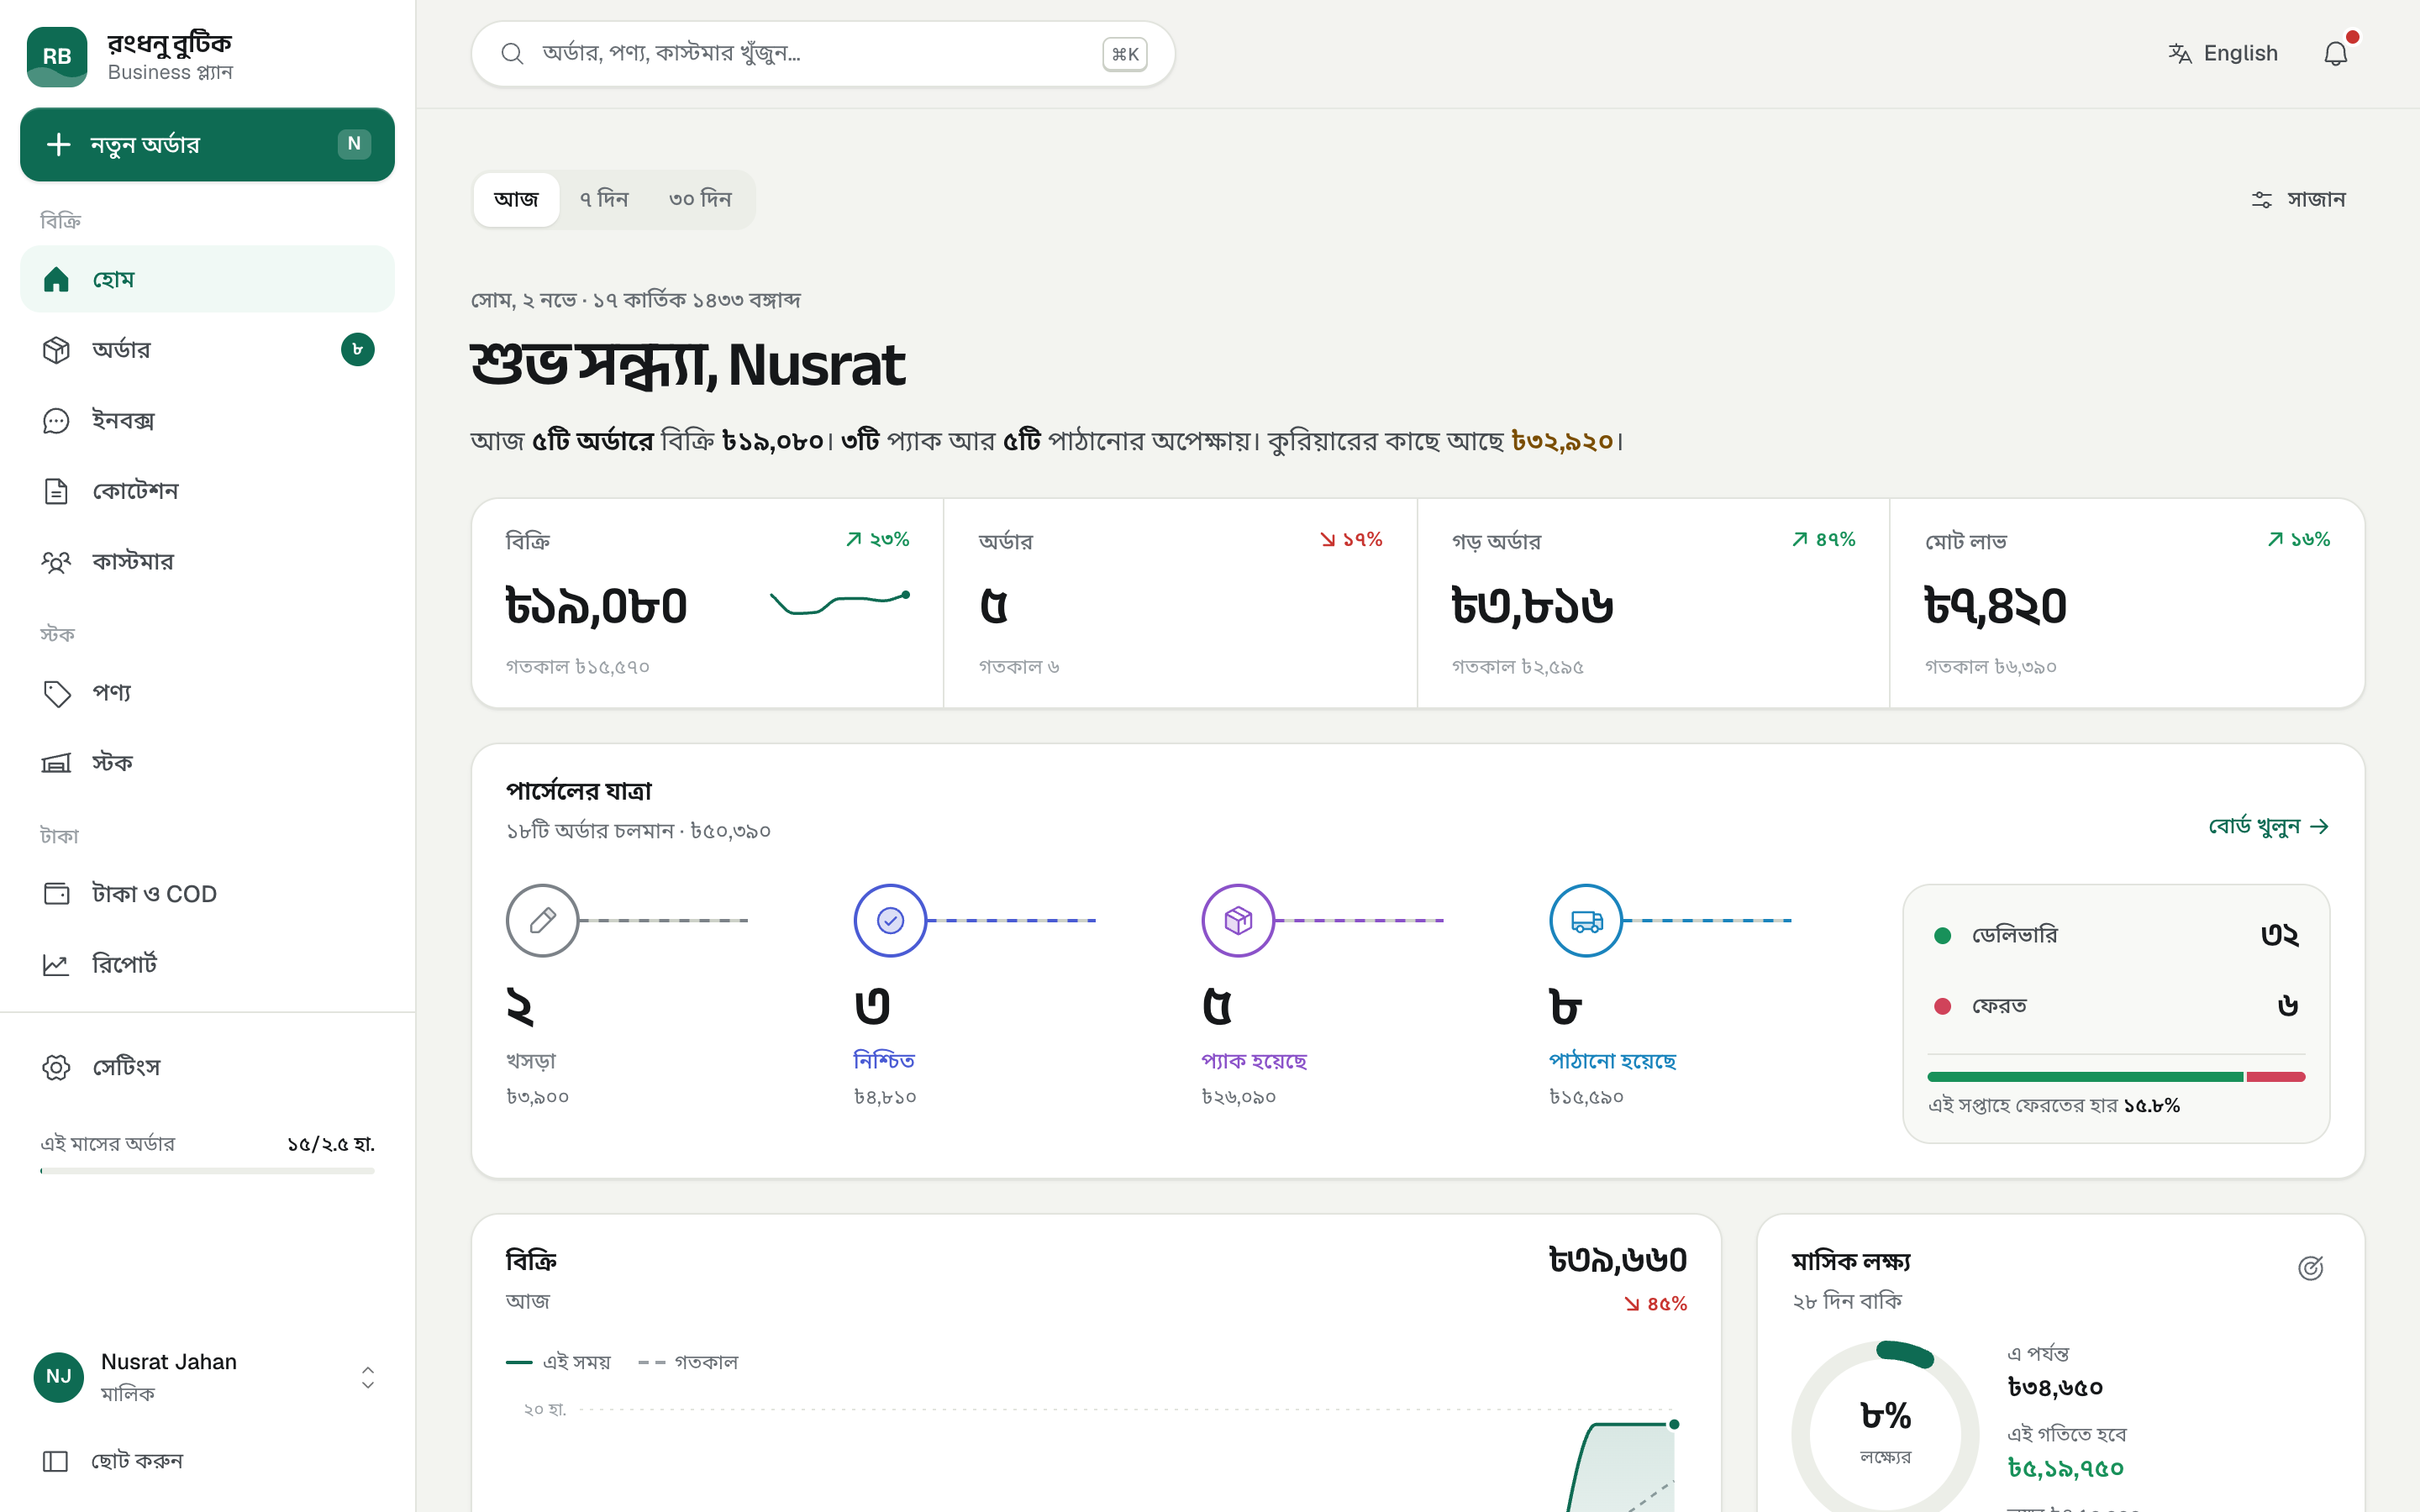 RB
রংধনু বুটিক
Business প্ল্যান
নতুন অর্ডার N
বিক্রি
হোম
অর্ডার ৮
ইনবক্স
কোটেশন
কাস্টমার
স্টক
পণ্য
স্টক
টাকা
টাকা ও COD
রিপোর্ট
সেটিংস
এই মাসের অর্ডার ১৫/২.৫ হা.
NJ
Nusrat Jahan
মালিক
ছোট করুন
অর্ডার, পণ্য, কাস্টমার খুঁজুন... ⌘K
English
আজ ৭ দিন ৩০ দিন
সাজান
সোম, ২ নভে · ১৭ কার্তিক ১৪৩৩ বঙ্গাব্দ
শুভ সন্ধ্যা, Nusrat
আজ ৫টি অর্ডারে বিক্রি ৳১৯,০৮০। ৩টি প্যাক আর ৫টি পাঠানোর অপেক্ষায়। কুরিয়ারের কাছে আছে ৳৩২,৯২০।
বিক্রি ২৩%
৳১৯,০৮০
গতকাল ৳১৫,৫৭০
অর্ডার ১৭%
৫
গতকাল ৬
গড় অর্ডার ৪৭%
৳৩,৮১৬
গতকাল ৳২,৫৯৫
মোট লাভ ১৬%
৳৭,৪২০
গতকাল ৳৬,৩৯০
পার্সেলের যাত্রা
১৮টি অর্ডার চলমান · ৳৫০,৩৯০
বোর্ড খুলুন →
২
খসড়া
৳৩,৯০০
৩
নিশ্চিত
৳৪,৮১০
৫
প্যাক হয়েছে
৳২৬,০৯০
৮
পাঠানো হয়েছে
৳১৫,৫৯০
ডেলিভারি ৩২
ফেরত ৬
এই সপ্তাহে ফেরতের হার ১৫.৮%
বিক্রি
আজ
৳৩৯,৬৬০
৪৫%
এই সময় গতকাল
২০ হা.
মাসিক লক্ষ্য
২৮ দিন বাকি
৮%
লক্ষ্যের
এ পর্যন্ত
৳৩৪,৬৫০
এই গতিতে হবে
৳৫,১৯,৭৫০